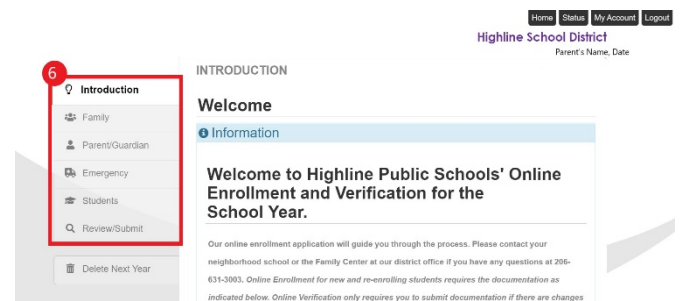 Home Status My Account Logout
Highline School District
Parent's Name, Date
6
Introduction
Family
Parent/Guardian
Emergency
Students
Review/Submit
Delete Next Year
INTRODUCTION
Welcome
Information
Welcome to Highline Public Schools' Online
Enrollment and Verification for the
School Year.
Our online enrollment application will guide you through the process. Please contact your
neighborhood school or the Family Center at our district office if you have any questions at 206-
631-3003. Online Enrollment for new and re-enrolling students requires the documentation as
indicated below. Online Verification only requires you to submit documentation if there are changes